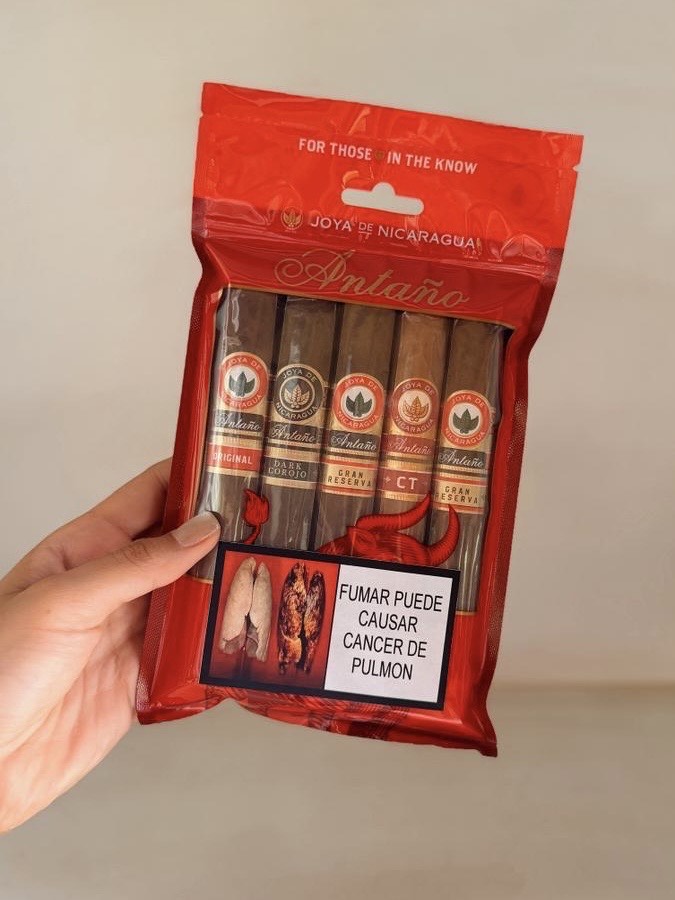 FOR THOSE IN THE KNOW
JOYA DE NICARAGUA
Antaño
JOYA DE
NICARAGUA
Antaño
ORIGINAL
JOYA DE
NICARAGUA
Antaño
DARK
COROJO
JOYA DE
NICARAGUA
Antaño
GRAN
RESERVA
JOYA DE
NICARAGUA
Antaño
CT
JOYA DE
NICARAGUA
Antaño
GRAN
RESERVA
FUMAR PUEDE
CAUSAR
CANCER DE
PULMON